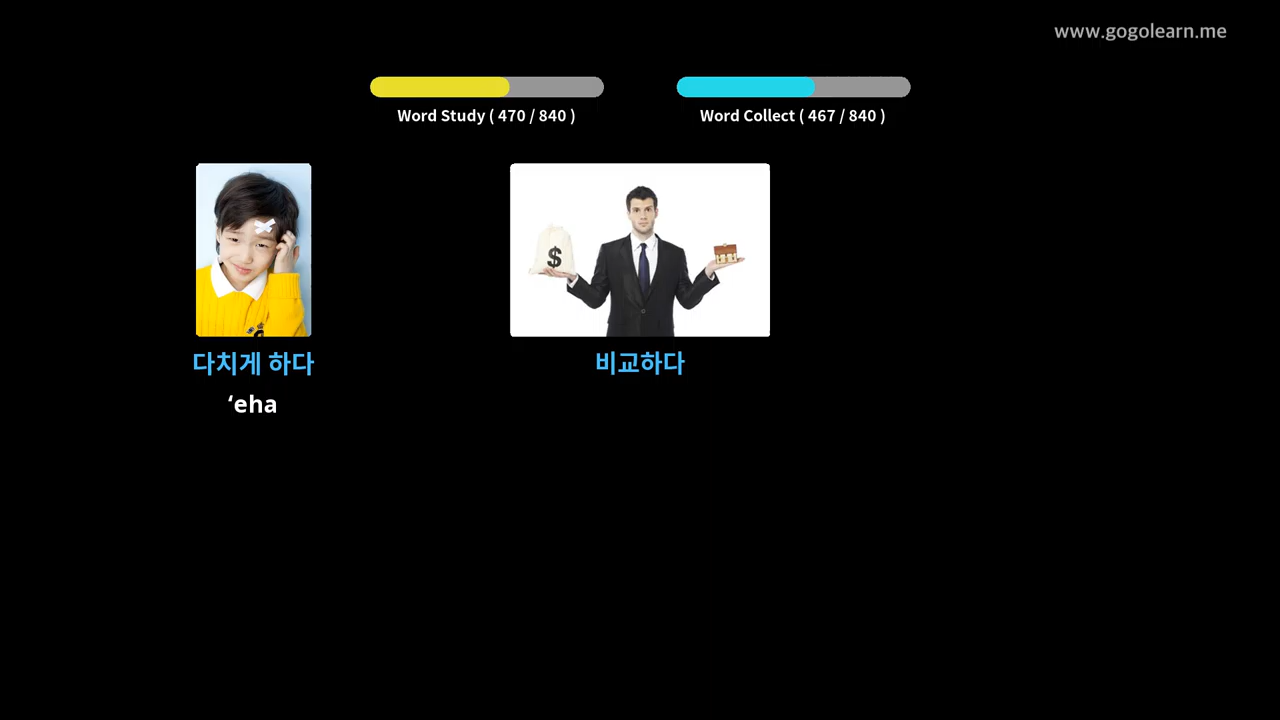 www.gogolearn.me
Word Study ( 470 / 840 )
Word Collect ( 467 / 840 )
$
다치게 하다
비교하다
‘eha